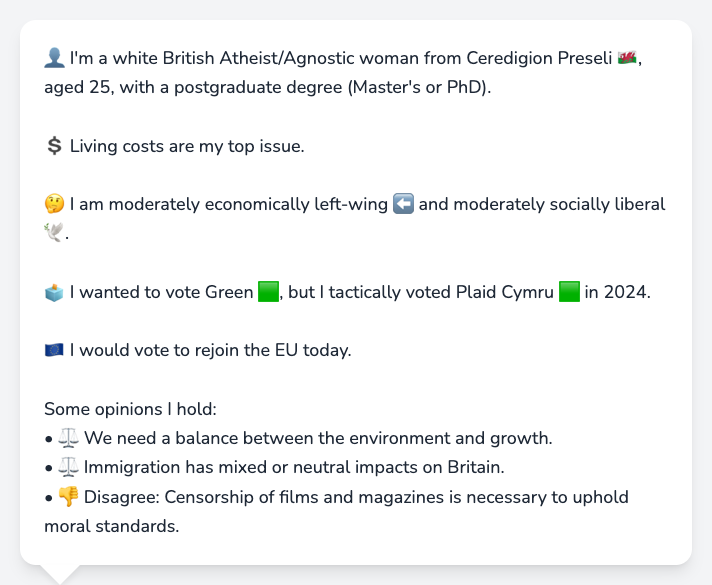 👤 I'm a white British Atheist/Agnostic woman from Ceredigion Preseli 🏴󠁧󠁢󠁷󠁬󠁳󠁿,
aged 25, with a postgraduate degree (Master's or PhD).
💲 Living costs are my top issue.
🤔 I am moderately economically left-wing ⬅️ and moderately socially liberal
🕊️.
🗳️ I wanted to vote Green 🟩, but I tactically voted Plaid Cymru 🟩 in 2024.
🇪🇺 I would vote to rejoin the EU today.
Some opinions I hold:
• ⚖️ We need a balance between the environment and growth.
• ⚖️ Immigration has mixed or neutral impacts on Britain.
• 👎 Disagree: Censorship of films and magazines is necessary to uphold
moral standards.